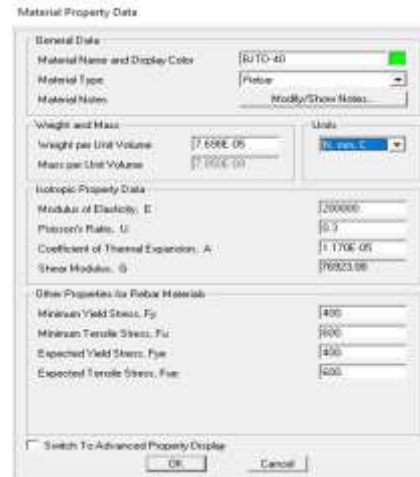 Material Property Data
General Data
Material Name and Display Color BJTD-40
Material Type Rebar
Material Notes Modify/Show Notes...
Weight and Mass Units
Weight per Unit Volume 7.698E-05 N, mm, C
Mass per Unit Volume
Isotropic Property Data
Modulus of Elasticity, E 200000
Poisson's Ratio, U 0.3
Coefficient of Thermal Expansion, A 1.170E-05
Shear Modulus, G 76923.08
Other Properties for Rebar Materials
Minimum Yield Stress, Fy 400
Minimum Tensile Stress, Fu 600
Expected Yield Stress, Fye 400
Expected Tensile Stress, Fue 600
Switch To Advanced Property Display
OK Cancel